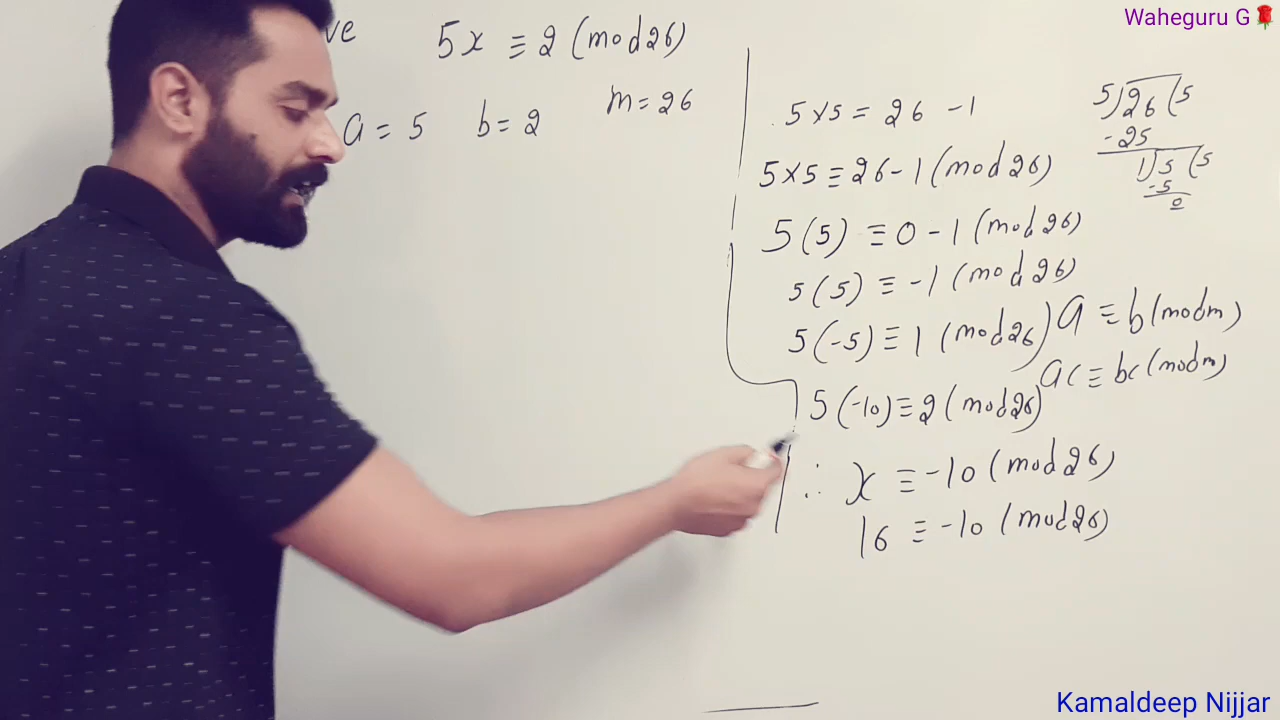 Waheguru G🌹
ve 5x ≡ 2 (mod 26)
a = 5 b = 2 m = 26
5 x 5 = 26 - 1
5 x 5 ≡ 26 - 1 (mod 26)
5 (5) ≡ 0 - 1 (mod 26)
5 (5) ≡ -1 (mod 26)
5 (-5) ≡ 1 (mod 26)
5 (-10) ≡ 2 (mod 26)
∴ x ≡ -10 (mod 26)
16 ≡ -10 (mod 26)
5) 26 (5
-25
1) 5 (5
-5
0
a ≡ b (mod m)
ac ≡ bc (mod m)
Kamaldeep Nijjar